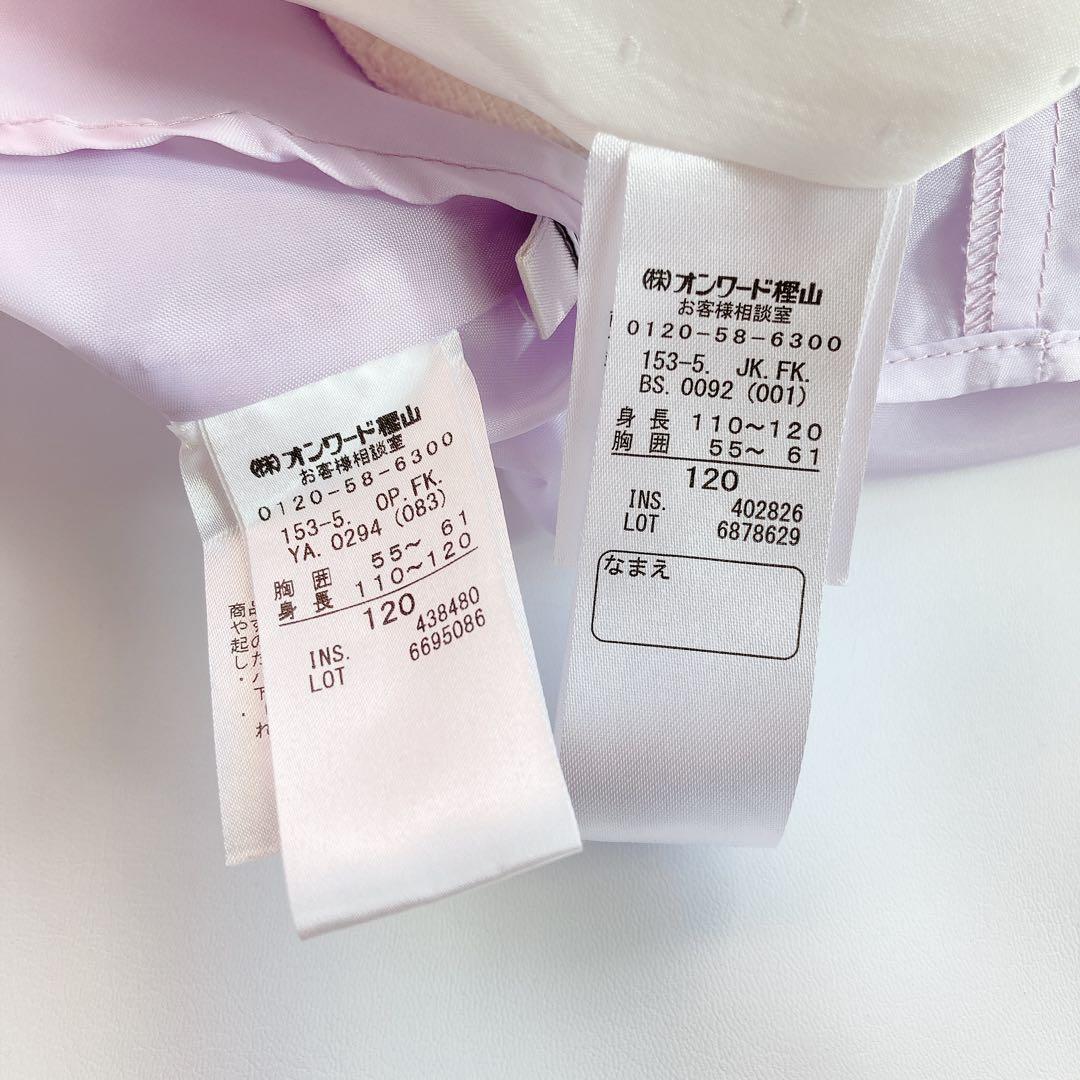 (株)オンワード樫山
お客様相談室
0120-58-6300
153-5. OP.FK.
YA. 0294 (083)
胸囲 55〜 61
身長 110〜120
120
INS. 438480
LOT 6695086
(株)オンワード樫山
お客様相談室
0120-58-6300
153-5. JK.FK.
BS. 0092 (001)
身長 110〜120
胸囲 55〜 61
120
INS. 402826
LOT 6878629
なまえ